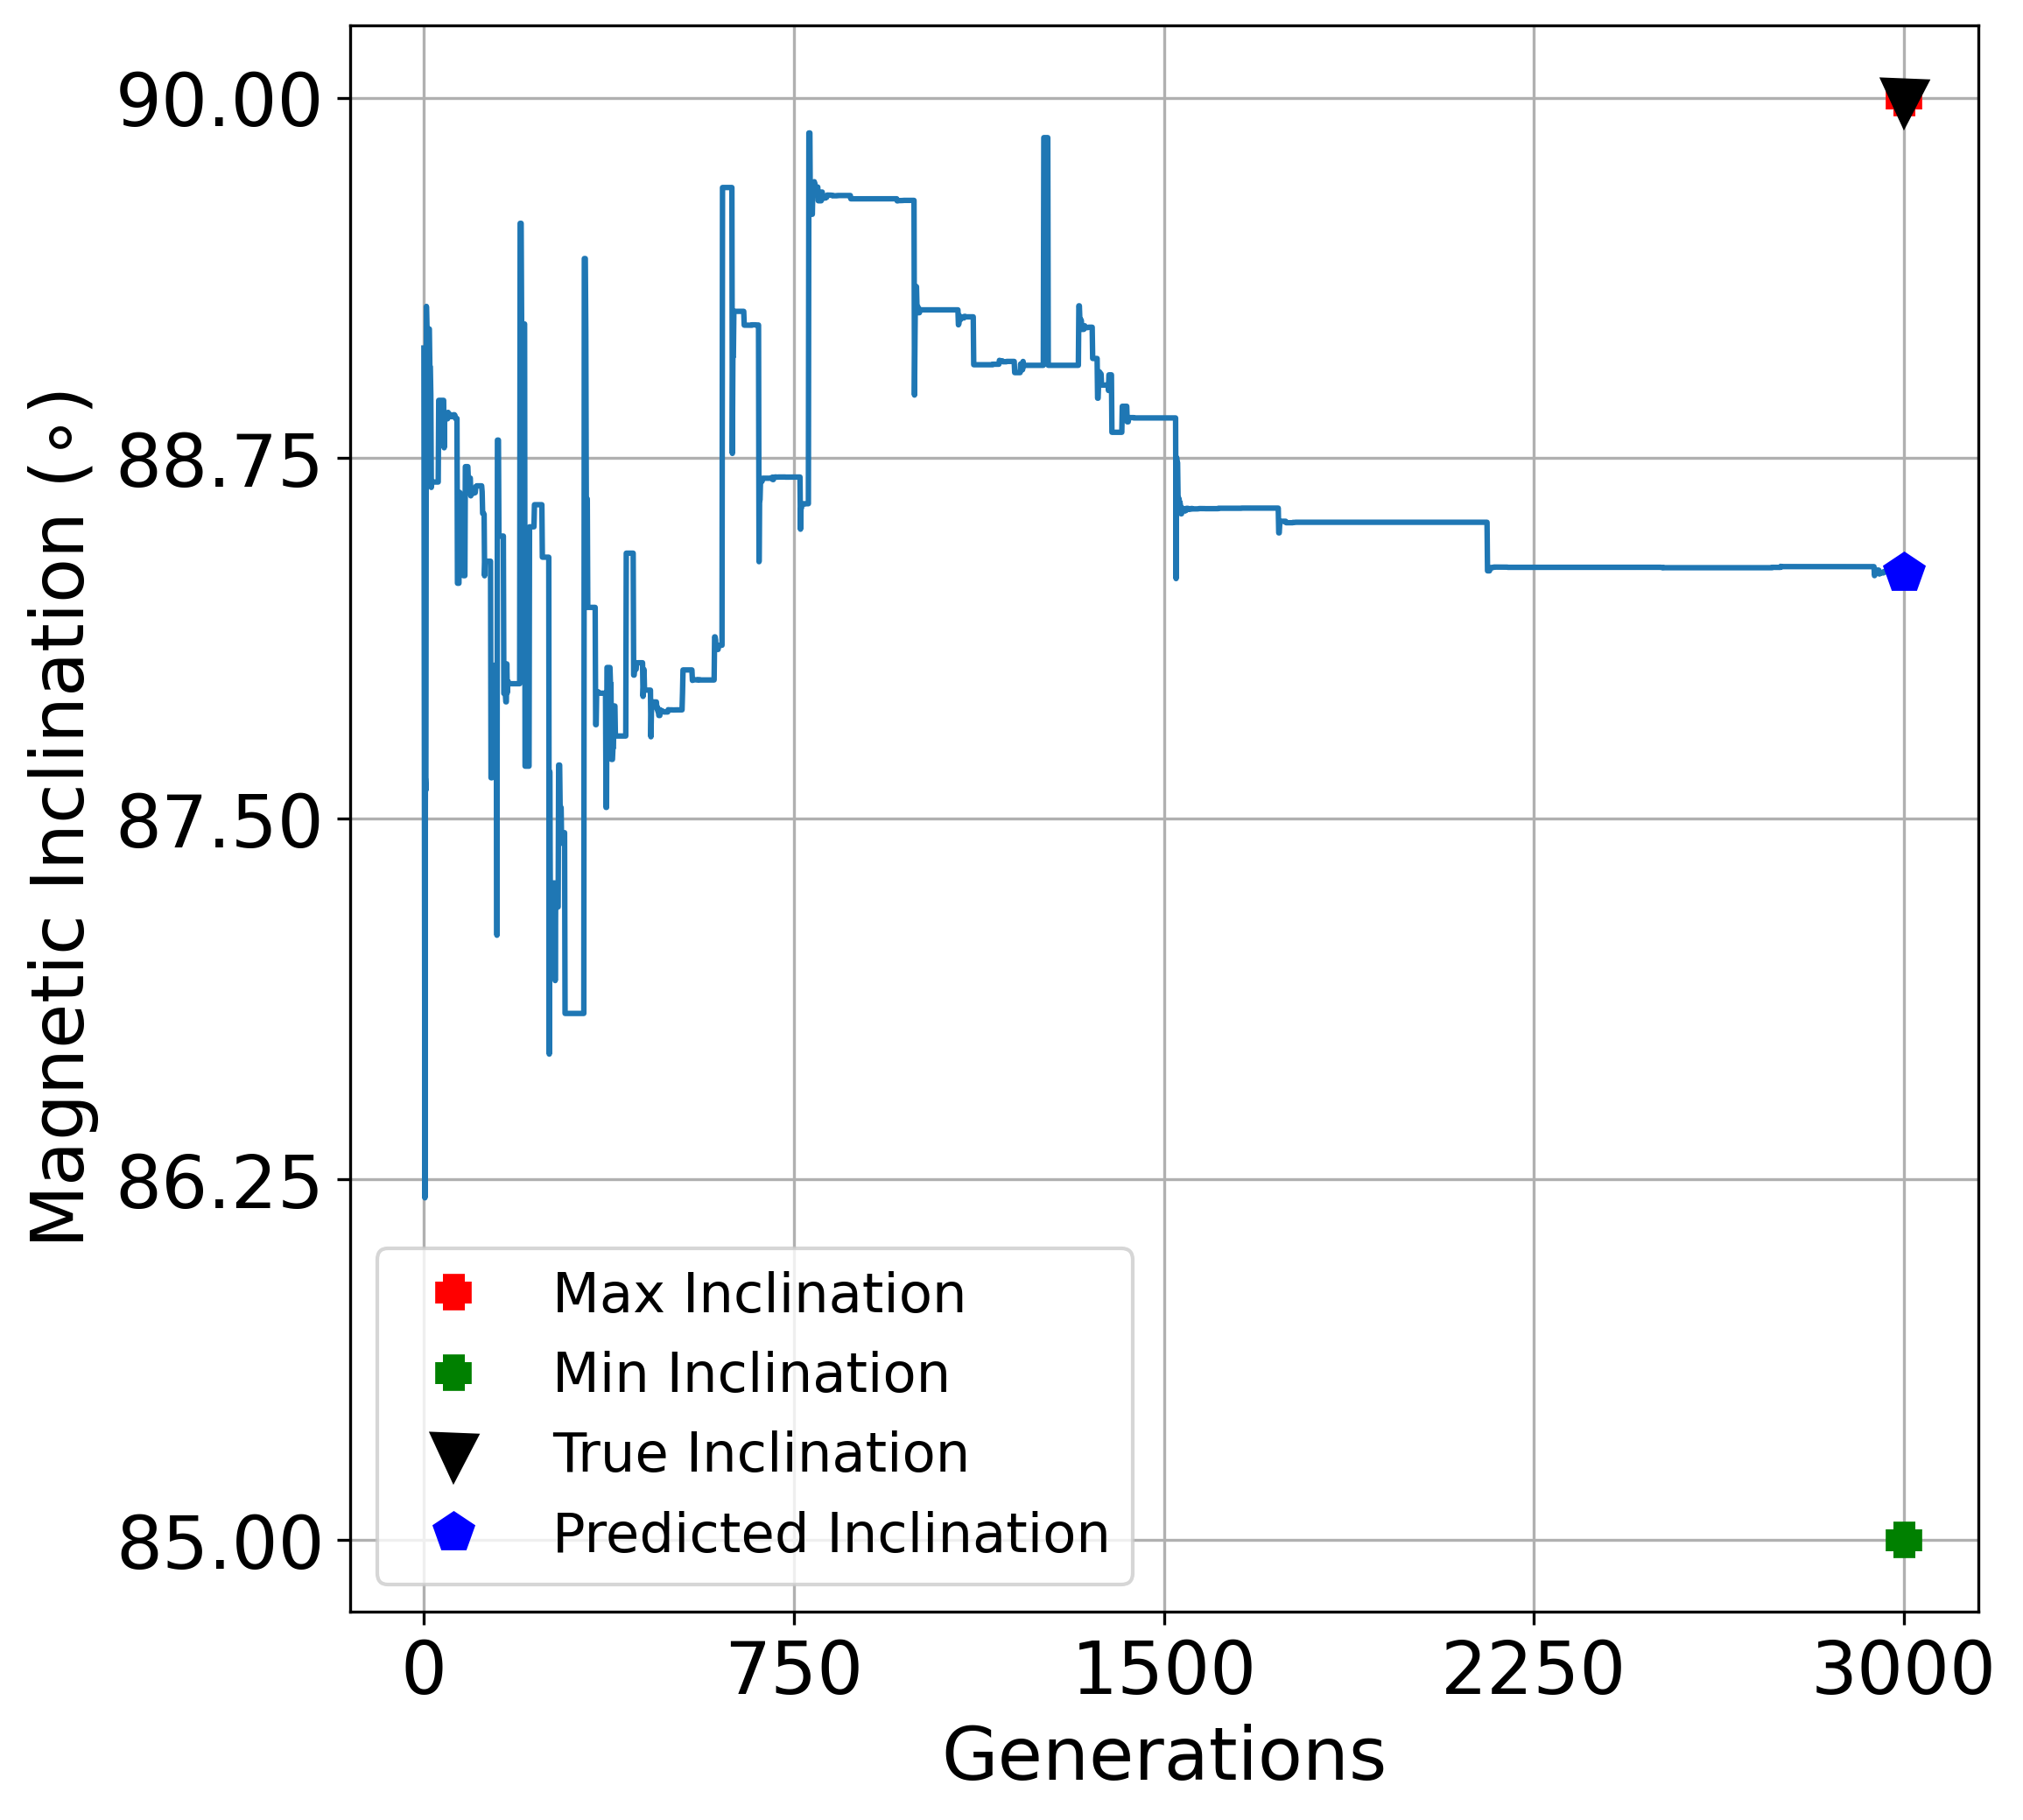 90.00
88.75
87.50
86.25
85.00
Magnetic Inclination (∘)
Max Inclination
Min Inclination
True Inclination
Predicted Inclination
0 750 1500 2250 3000
Generations